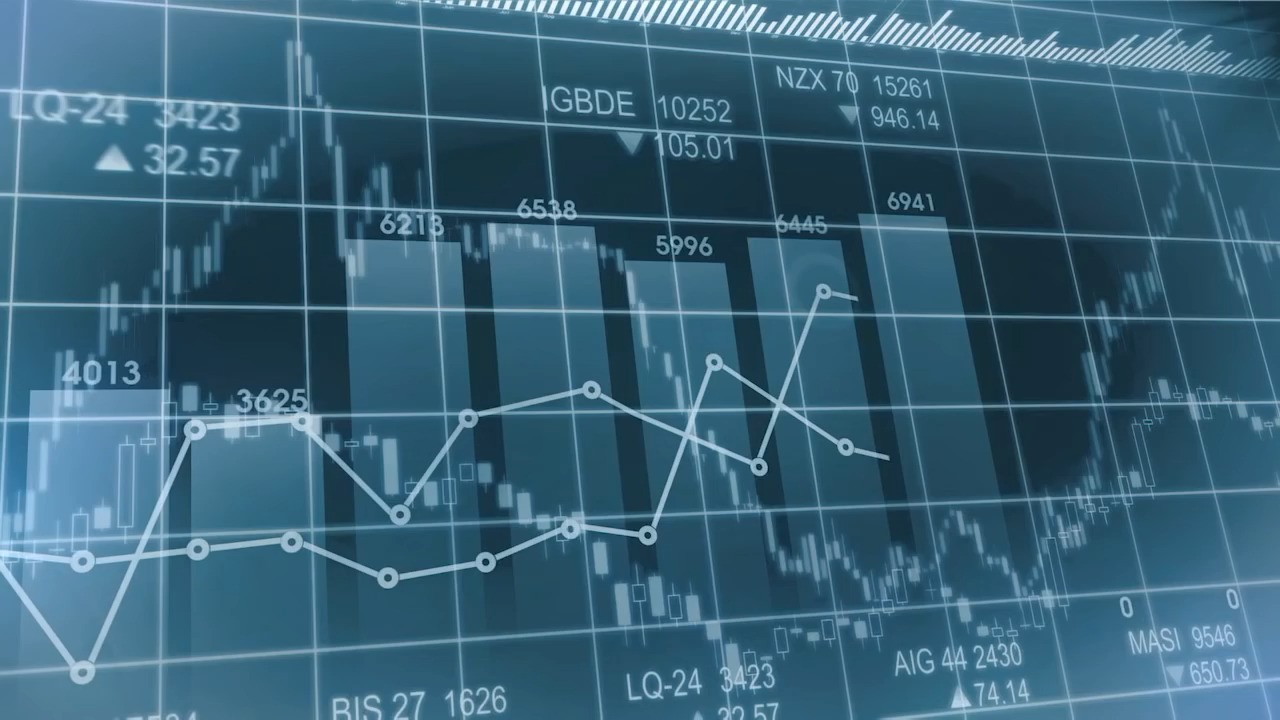 NZX 70 15261
▼ 946.14
IGBDE 10252
▼ 105.01
LQ-24 3423
▲ 32.57
6941
6538
6213
6445
5996
4013
3625
0 0
MASI 9546
▼ 650.73
AIG 44 2430
▲ 74.14
LQ-24 3423
▲ 32.57
BIS 27 1626